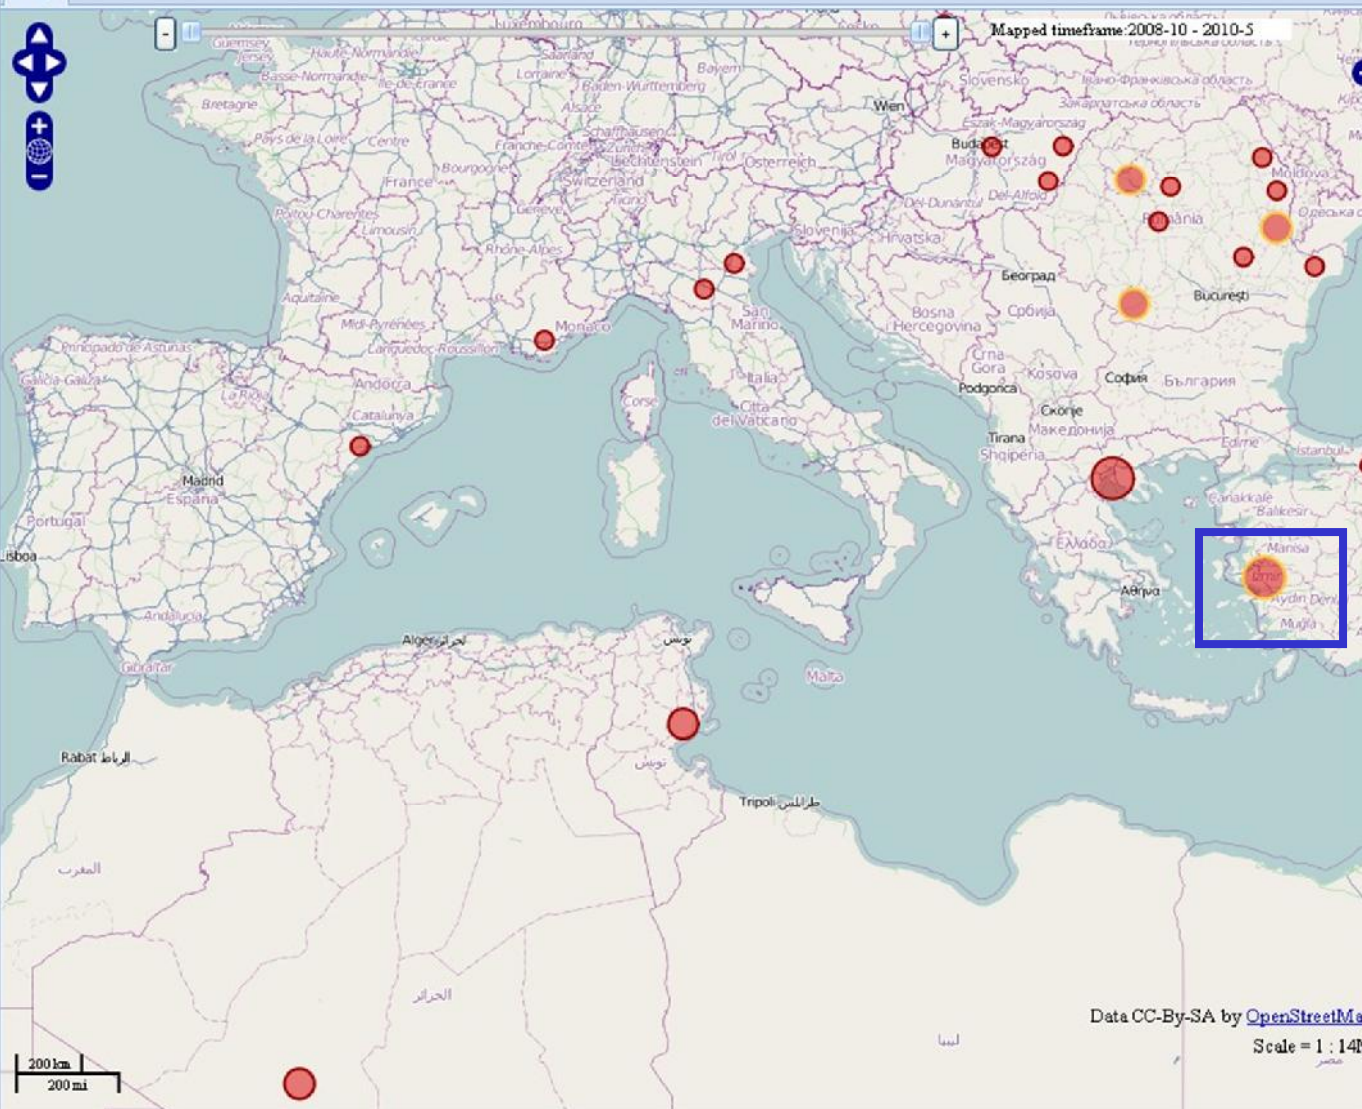 Luxembourg
Mapped timeframe:2008-10 - 2010-5
Guernsey
Jersey
Haute-Normandie
Saarland
Basse-Normandie
Île-de-France
Lorraine
Bayern
Slovensko
Івано-Франківська область
Baden-Württemberg
Закарпатська область
Bretagne
Alsace
Wien
Észak-Magyarország
Pays de la Loire
Centre
Franche-Comté
Schaffhausen
Zürich
Budapest
Liechtenstein
Tirol
Österreich
Magyarország
Bourgogne
France
Switzerland
Moldova
Ticino
Dél-Dunántúl
Dél-Alföld
Poitou-Charentes
Genève
Limousin
România
Slovenija
Hrvatska
Rhône-Alpes
Београд
Aquitaine
București
Midi-Pyrénées
Monaco
San
Marino
Bosna
i Hercegovina
Србија
Principado de Asturias
Languedoc-Roussillon
Galicia-Galiza
Andorra
Italia
Crna
Gora
Kosova
София
България
La Rioja
Podgorica
Corse
Catalunya
Città
del Vaticano
Скопје
Македонија
Tirana
Shqipëria
Edirne
İstanbul
Madrid
España
Çanakkale
Balıkesir
Portugal
Lisboa
Ελλάδα
Manisa
İzmir
Αθήνα
Aydın
Muğla
Andalucía
Alger الجزائر
تونس
Gibraltar
Malta
Rabat الرباط
تونس
Tripoli طرابلس
المغرب
الجزائر
Data CC-By-SA by OpenStreetMa
ليبيا
Scale = 1 : 14M
مصر
200 km
200 mi